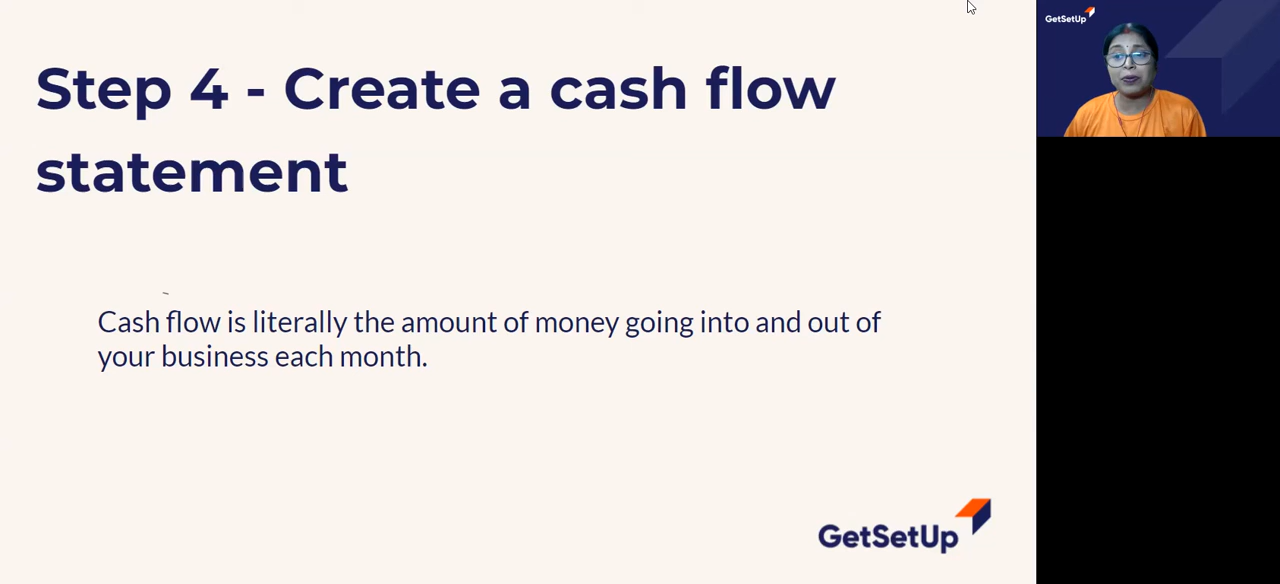 Step 4 - Create a cash flow
statement
Cash flow is literally the amount of money going into and out of
your business each month.
GetSetUp
GetSetUp